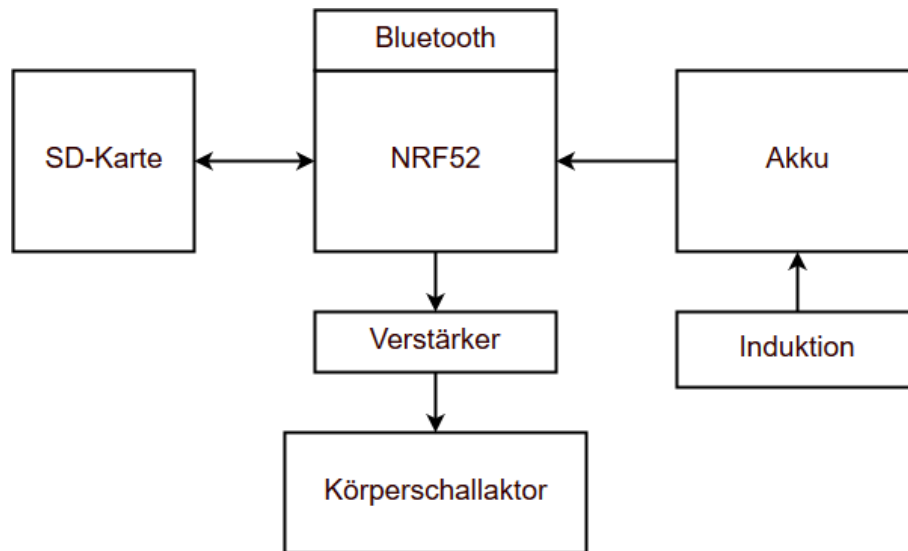 Bluetooth
SD-Karte
NRF52
Akku
Verstärker
Induktion
Körperschallaktor